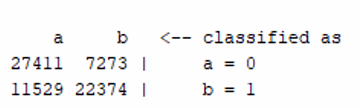 a b <-- classified as
27411 7273 | a = 0
11529 22374 | b = 1